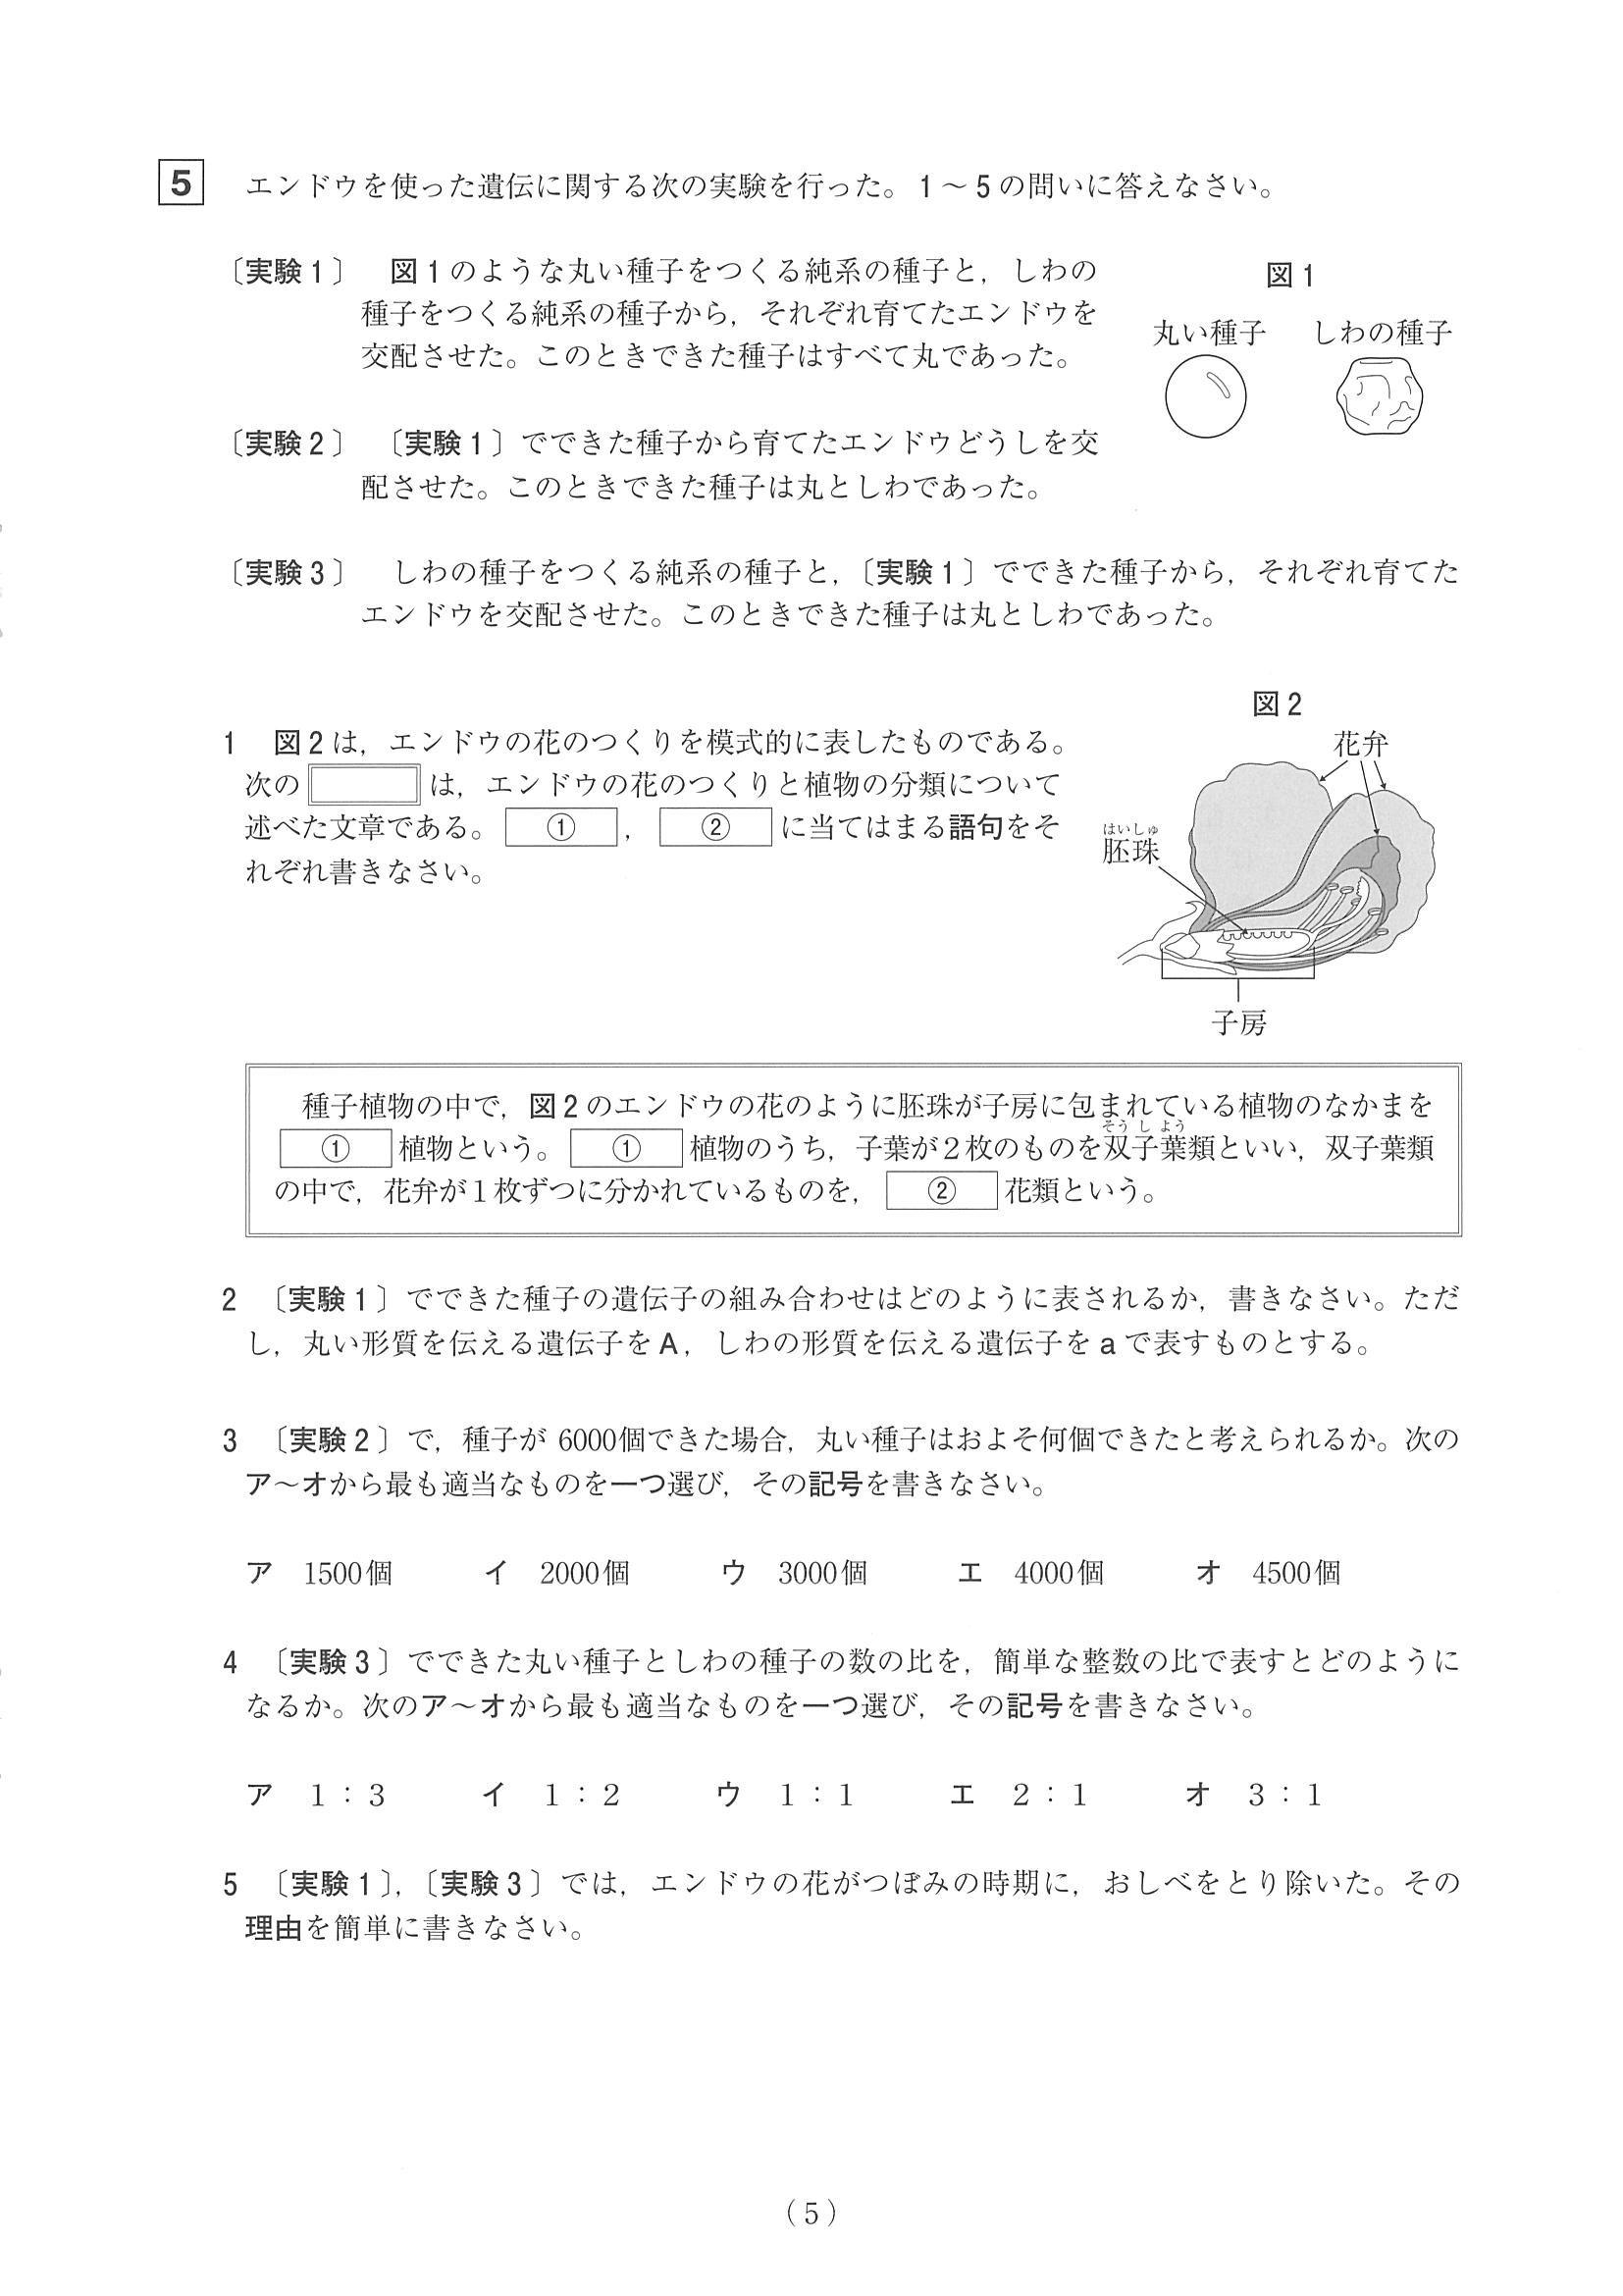 5 エンドウを使った遺伝に関する次の実験を行った。1～5の問いに答えなさい。
〔実験1〕 図1のような丸い種子をつくる純系の種子と，しわの
種子をつくる純系の種子から，それぞれ育てたエンドウを
交配させた。このときできた種子はすべて丸であった。
図1
丸い種子 しわの種子
〔実験2〕 〔実験1〕でできた種子から育てたエンドウどうしを交
配させた。このときできた種子は丸としわであった。
〔実験3〕 しわの種子をつくる純系の種子と，〔実験1〕でできた種子から，それぞれ育てた
エンドウを交配させた。このときできた種子は丸としわであった。
1 図2は，エンドウの花のつくりを模式的に表したものである。
次の は，エンドウの花のつくりと植物の分類について
述べた文章である。 ① ， ② に当てはまる語句をそ
れぞれ書きなさい。
図2
花弁
はいしゅ
胚珠
子房
種子植物の中で，図2のエンドウの花のように胚珠が子房に包まれている植物のなかまを
そう し よう
① 植物という。 ① 植物のうち，子葉が2枚のものを双子葉類といい，双子葉類
の中で，花弁が1枚ずつに分かれているものを， ② 花類という。
2 〔実験1〕でできた種子の遺伝子の組み合わせはどのように表されるか，書きなさい。ただ
し，丸い形質を伝える遺伝子をA，しわの形質を伝える遺伝子をaで表すものとする。
3 〔実験2〕で，種子が 6000個できた場合，丸い種子はおよそ何個できたと考えられるか。次の
ア～オから最も適当なものを一つ選び，その記号を書きなさい。
ア 1500個 イ 2000個 ウ 3000個 エ 4000個 オ 4500個
4 〔実験3〕でできた丸い種子としわの種子の数の比を，簡単な整数の比で表すとどのように
なるか。次のア～オから最も適当なものを一つ選び，その記号を書きなさい。
ア 1：3 イ 1：2 ウ 1：1 エ 2：1 オ 3：1
5 〔実験1〕，〔実験3〕では，エンドウの花がつぼみの時期に，おしべをとり除いた。その
理由を簡単に書きなさい。
（5）